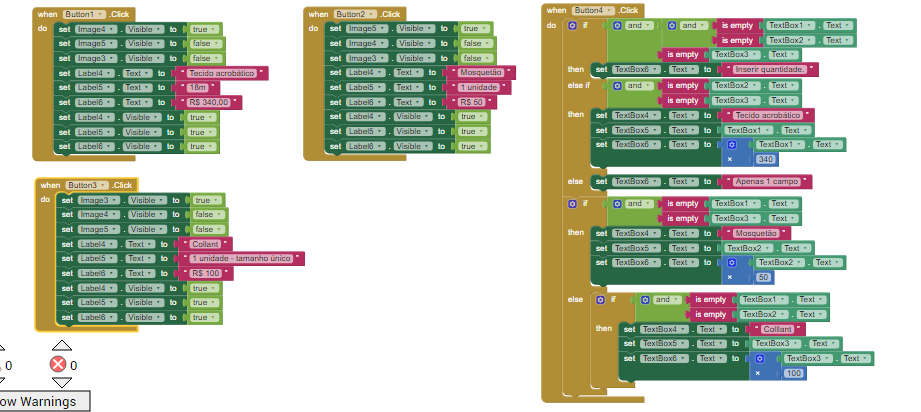 when Button1 .Click
do set Image4 . Visible to true
set Image5 . Visible to false
set Image3 . Visible to false
set Label4 . Text to " Tecido acrobático "
set Label5 . Text to " 18m "
set Label6 . Text to " R$ 340,00 "
set Label4 . Visible to true
set Label5 . Visible to true
set Label6 . Visible to true
when Button2 .Click
do set Image5 . Visible to true
set Image4 . Visible to false
set Image3 . Visible to false
set Label4 . Text to " Mosquetão "
set Label5 . Text to " 1 unidade "
set Label6 . Text to " R$ 50 "
set Label4 . Visible to true
set Label5 . Visible to true
set Label6 . Visible to true
when Button3 .Click
do set Image3 . Visible to true
set Image4 . Visible to false
set Image5 . Visible to false
set Label4 . Text to " Collant "
set Label5 . Text to " 1 unidade - tamanho único "
set Label6 . Text to " R$ 100 "
set Label4 . Visible to true
set Label5 . Visible to true
set Label6 . Visible to true
0 0
ow Warnings
when Button4 .Click
do if and and is empty TextBox1 . Text
is empty TextBox2 . Text
is empty TextBox3 . Text
then set TextBox6 . Text to " Inserir quantidade. "
else if and is empty TextBox2 . Text
is empty TextBox3 . Text
then set TextBox4 . Text to " Tecido acrobático "
set TextBox5 . Text to TextBox1 . Text
set TextBox6 . Text to TextBox1 . Text
× 340
else set TextBox6 . Text to " Apenas 1 campo "
if and is empty TextBox1 . Text
is empty TextBox3 . Text
then set TextBox4 . Text to " Mosquetão "
set TextBox5 . Text to TextBox2 . Text
set TextBox6 . Text to TextBox2 . Text
× 50
else if and is empty TextBox1 . Text
is empty TextBox2 . Text
then set TextBox4 . Text to " Colllant "
set TextBox5 . Text to TextBox3 . Text
set TextBox6 . Text to TextBox3 . Text
× 100